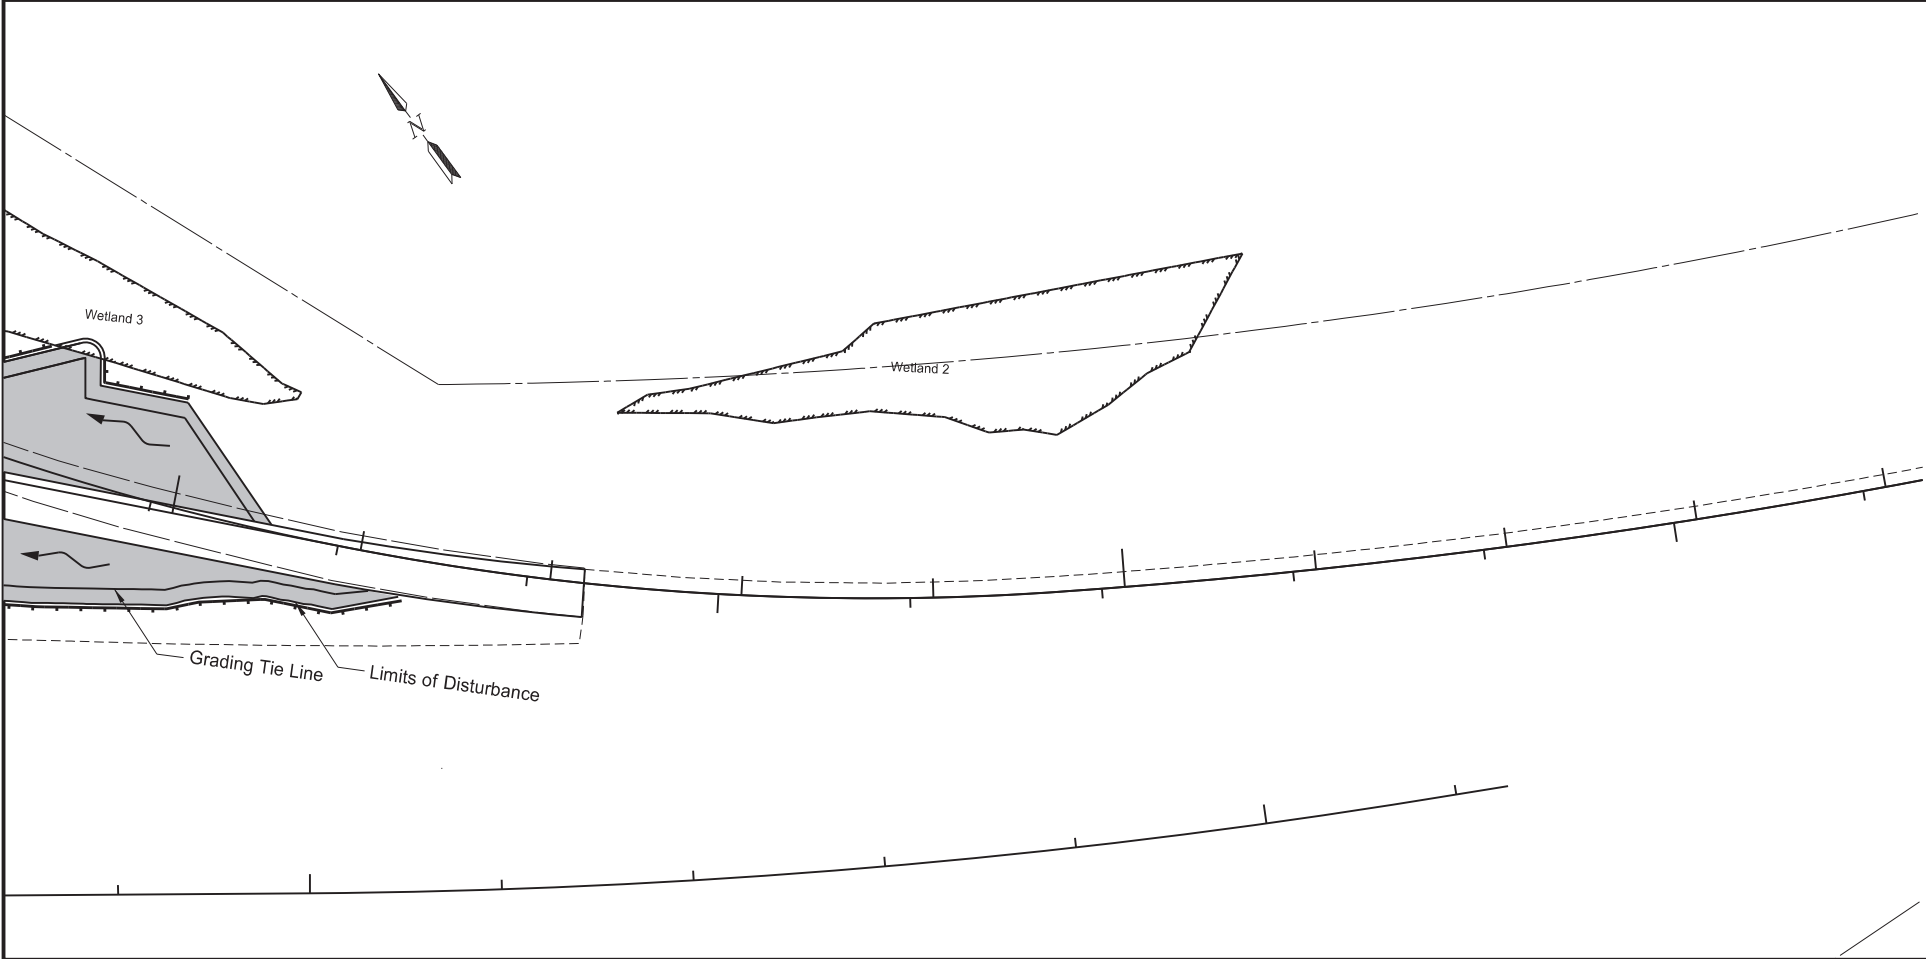 N
Wetland 3
Wetland 2
Grading Tie Line
Limits of Disturbance